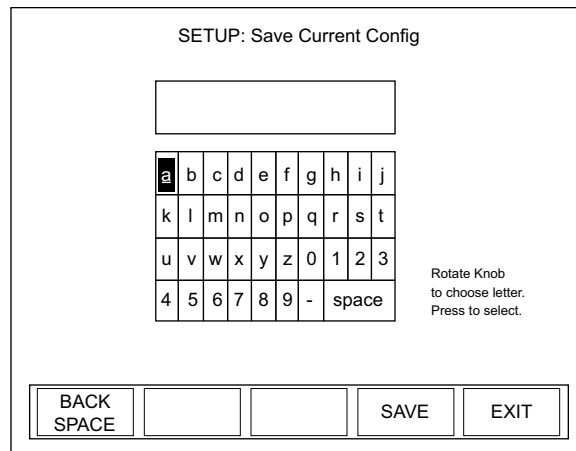 SETUP: Save Current Config
a b c d e f g h i j
k l m n o p q r s t
u v w x y z 0 1 2 3
4 5 6 7 8 9 - space
Rotate Knob
to choose letter.
Press to select.
BACK
SPACE
SAVE
EXIT